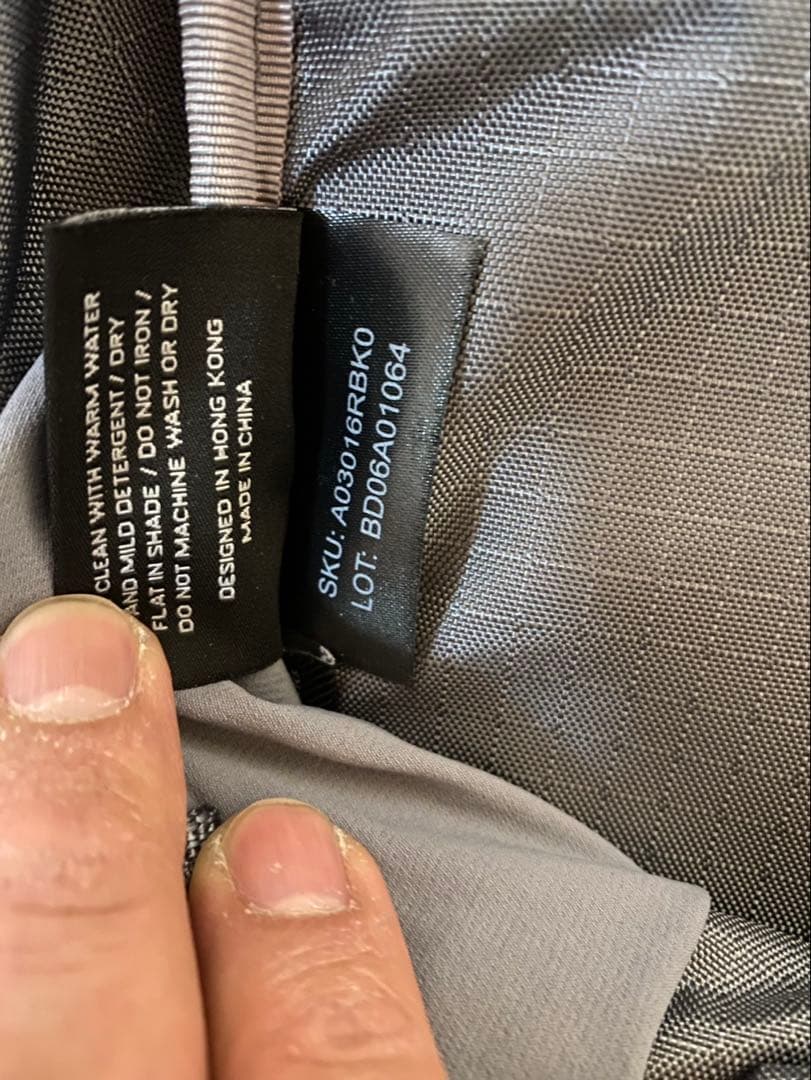 CLEAN WITH WARM WATER
AND MILD DETERGENT / DRY
FLAT IN SHADE / DO NOT IRON /
DO NOT MACHINE WASH OR DRY
DESIGNED IN HONG KONG
MADE IN CHINA
SKU: A03016RBK0
LOT: BD06A01064